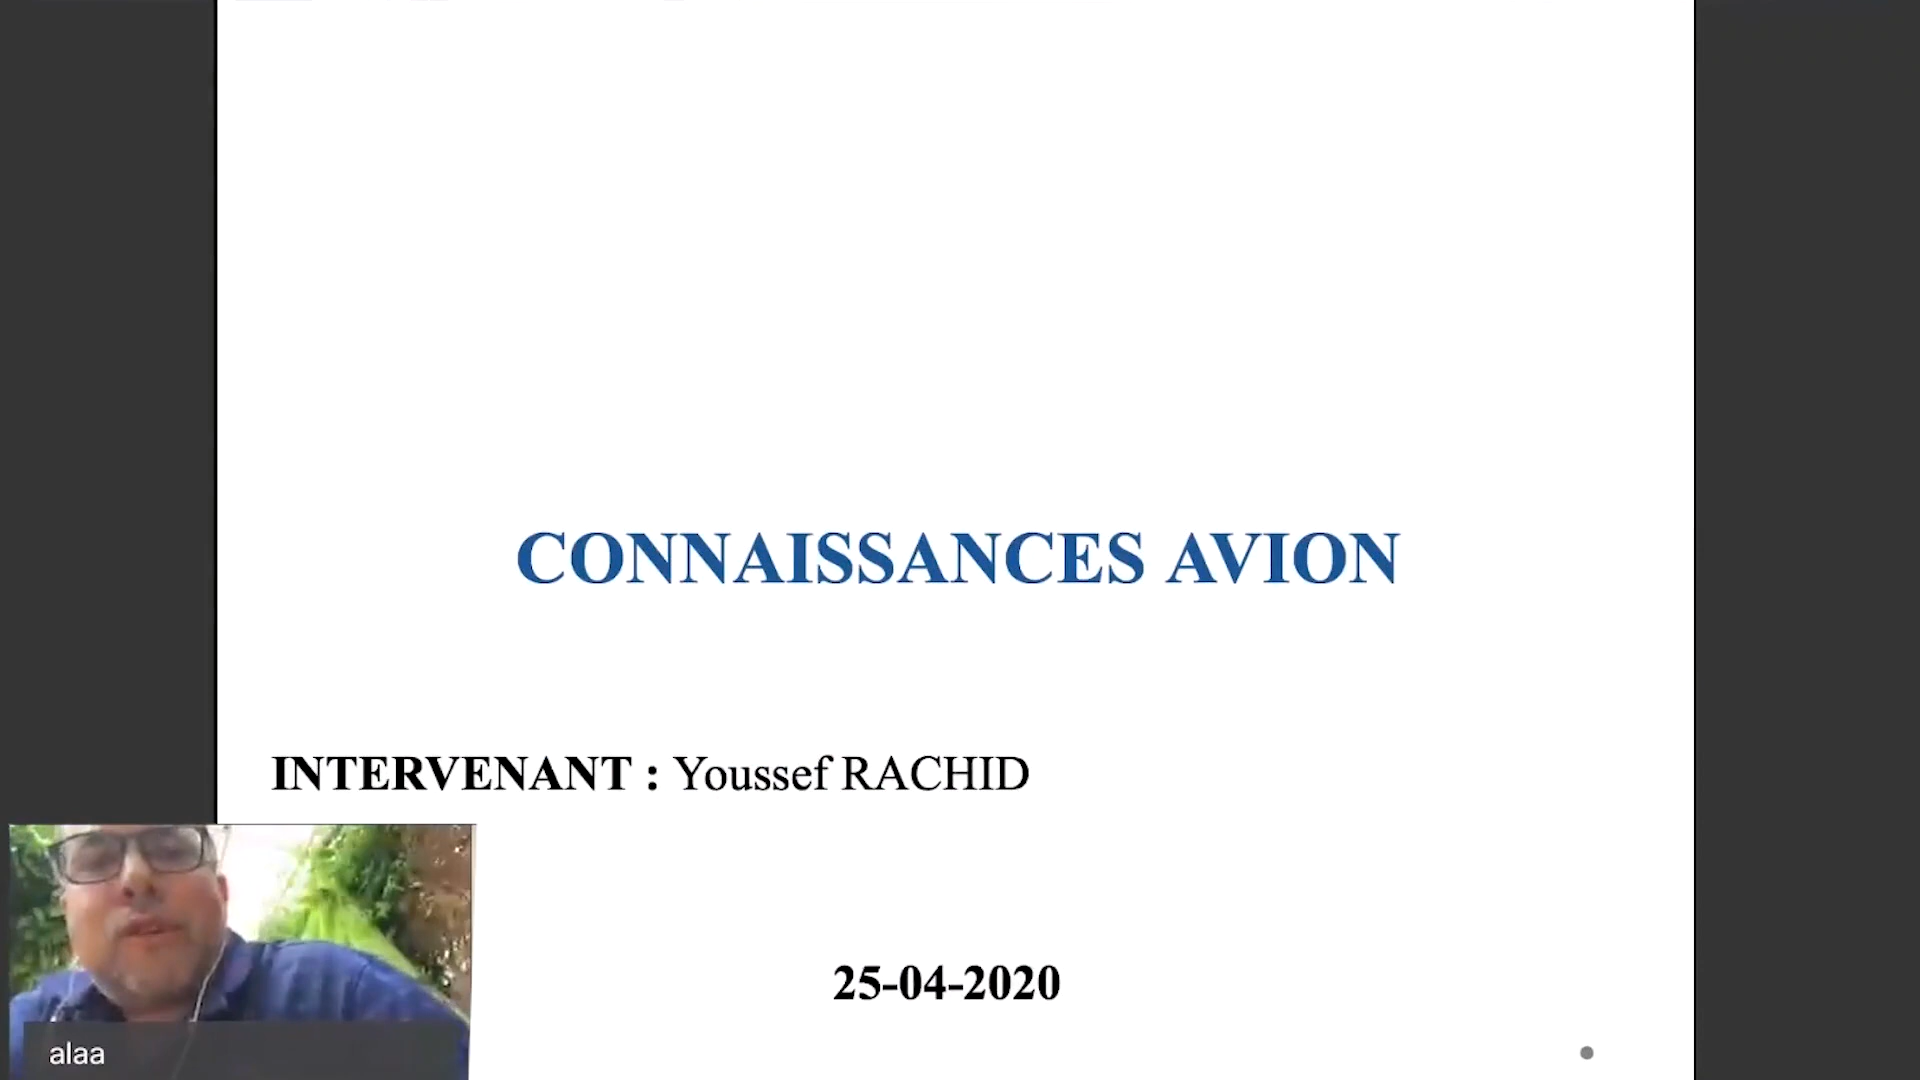 CONNAISSANCES AVION
INTERVENANT : Youssef RACHID
25-04-2020
alaa